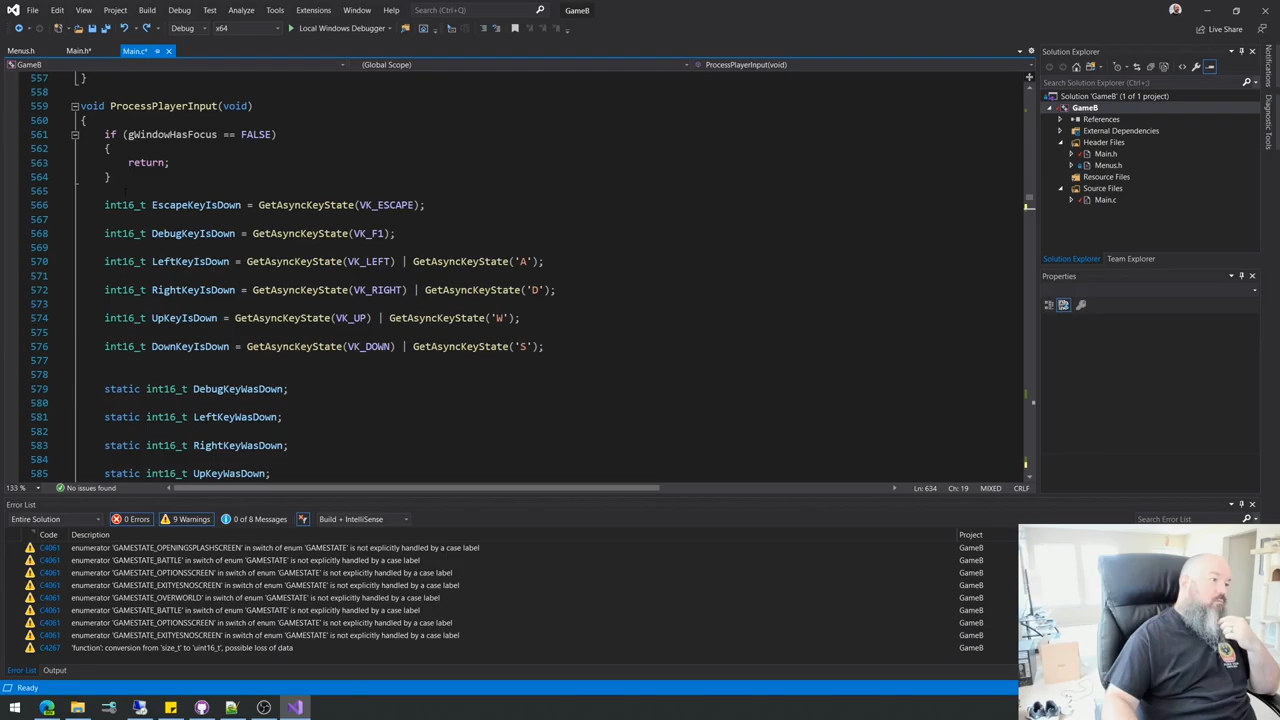 File Edit View Project Build Debug Test Analyze Tools Extensions Window Help Search (Ctrl+Q) GameB
Debug x64 Local Windows Debugger Live Share
Menus.h Main.h* Main.c*
GameB (Global Scope) ProcessPlayerInput(void)
557 }
558
559 void ProcessPlayerInput(void)
560 {
561 if (gWindowHasFocus == FALSE)
562 {
563 return;
564 }
565
566 int16_t EscapeKeyIsDown = GetAsyncKeyState(VK_ESCAPE);
567
568 int16_t DebugKeyIsDown = GetAsyncKeyState(VK_F1);
569
570 int16_t LeftKeyIsDown = GetAsyncKeyState(VK_LEFT) | GetAsyncKeyState('A');
571
572 int16_t RightKeyIsDown = GetAsyncKeyState(VK_RIGHT) | GetAsyncKeyState('D');
573
574 int16_t UpKeyIsDown = GetAsyncKeyState(VK_UP) | GetAsyncKeyState('W');
575
576 int16_t DownKeyIsDown = GetAsyncKeyState(VK_DOWN) | GetAsyncKeyState('S');
577
578
579 static int16_t DebugKeyWasDown;
580
581 static int16_t LeftKeyWasDown;
582
583 static int16_t RightKeyWasDown;
584
585 static int16_t UpKeyWasDown;
133 % No issues found Ln: 634 Ch: 19 MIXED CRLF
Error List
Entire Solution 0 Errors 9 Warnings 0 of 8 Messages Build + IntelliSense Search Error List
Code Description Project
C4061 enumerator 'GAMESTATE_OPENINGSPLASHSCREEN' in switch of enum 'GAMESTATE' is not explicitly handled by a case label GameB
C4061 enumerator 'GAMESTATE_BATTLE' in switch of enum 'GAMESTATE' is not explicitly handled by a case label GameB
C4061 enumerator 'GAMESTATE_OPTIONSSCREEN' in switch of enum 'GAMESTATE' is not explicitly handled by a case label GameB
C4061 enumerator 'GAMESTATE_EXITYESNOSCREEN' in switch of enum 'GAMESTATE' is not explicitly handled by a case label GameB
C4061 enumerator 'GAMESTATE_OVERWORLD' in switch of enum 'GAMESTATE' is not explicitly handled by a case label GameB
C4061 enumerator 'GAMESTATE_BATTLE' in switch of enum 'GAMESTATE' is not explicitly handled by a case label GameB
C4061 enumerator 'GAMESTATE_OPTIONSSCREEN' in switch of enum 'GAMESTATE' is not explicitly handled by a case label GameB
C4061 enumerator 'GAMESTATE_EXITYESNOSCREEN' in switch of enum 'GAMESTATE' is not explicitly handled by a case label GameB
C4267 'function': conversion from 'size_t' to 'uint16_t', possible loss of data GameB
Error List Output
Ready
Solution Explorer
Search Solution Explorer (Ctrl+;)
Solution 'GameB' (1 of 1 project)
GameB
References
External Dependencies
Header Files
Main.h
Menus.h
Resource Files
Source Files
Main.c
Solution Explorer Team Explorer
Properties
Notifications
Diagnostic Tools